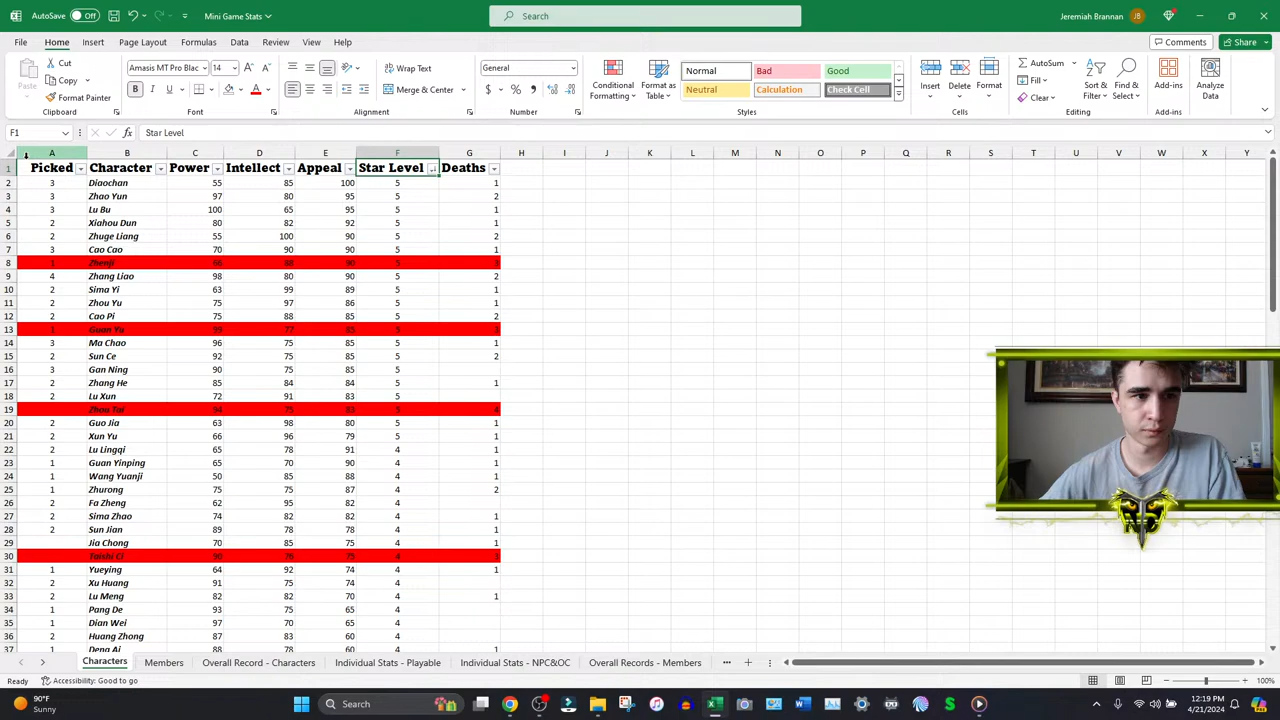 AutoSave Off Mini Game Stats Search Jeremiah Brannan JB
File Home Insert Page Layout Formulas Data Review View Help Comments Share
Paste Cut Copy Format Painter Clipboard
Amasis MT Pro Blac 14 B I U A Font
Wrap Text Merge & Center Alignment
General $ % Number
Conditional Formatting Format as Table
Normal Bad Good
Neutral Calculation Check Cell
Styles
Insert Delete Format Cells
AutoSum Fill Clear Sort & Filter Find & Select Editing
Add-ins Add-ins
Analyze Data
F1 fx Star Level
A B C D E F G H I J K L M N O P Q R S T U V W X Y
1 Picked Character Power Intellect Appeal Star Level Deaths
2 3 Diaochan 55 85 100 5 1
3 3 Zhao Yun 97 80 95 5 2
4 3 Lu Bu 100 65 95 5 1
5 2 Xiahou Dun 80 82 92 5 1
6 2 Zhuge Liang 55 100 90 5 2
7 3 Cao Cao 70 90 90 5 1
8 1 Zhenji 66 88 90 5 3
9 4 Zhang Liao 98 80 90 5 2
10 2 Sima Yi 63 99 89 5 1
11 2 Zhou Yu 75 97 86 5 1
12 2 Cao Pi 75 88 85 5 2
13 1 Guan Yu 99 77 85 5
14 3 Ma Chao 96 75 85 5 1
15 2 Sun Ce 92 75 85 5 2
16 3 Gan Ning 90 75 85 5
17 2 Zhang He 85 84 84 5 1
18 2 Lu Xun 72 91 83 5
19 Zhou Tai 94 75 83 5 4
20 2 Guo Jia 63 98 80 5 1
21 2 Xun Yu 66 96 79 5 1
22 2 Lu Lingqi 65 78 91 4 1
23 1 Guan Yinping 65 70 90 4 1
24 1 Wang Yuanji 50 85 88 4 1
25 1 Zhurong 75 75 87 4 2
26 2 Fa Zheng 62 95 82 4
27 2 Sima Zhao 74 82 82 4 1
28 2 Sun Jian 89 78 78 4 1
29 Jia Chong 70 85 75 4 1
30 Taishi Ci 90 76 75 4
31 1 Yueying 64 92 74 4 1
32 2 Xu Huang 91 75 74 4
33 2 Lu Meng 82 82 70 4 1
34 1 Pang De 93 75 65 4
35 1 Dian Wei 97 70 65 4
36 2 Huang Zhong 87 83 60 4
37 1 Deng Ai 80 78 60 4
Characters Members Overall Record - Characters Individual Stats - Playable Individual Stats - NPC&OC Overall Records - Members
Ready Accessibility: Good to go 100%
90°F
Sunny
Search
12:19 PM
4/21/2024